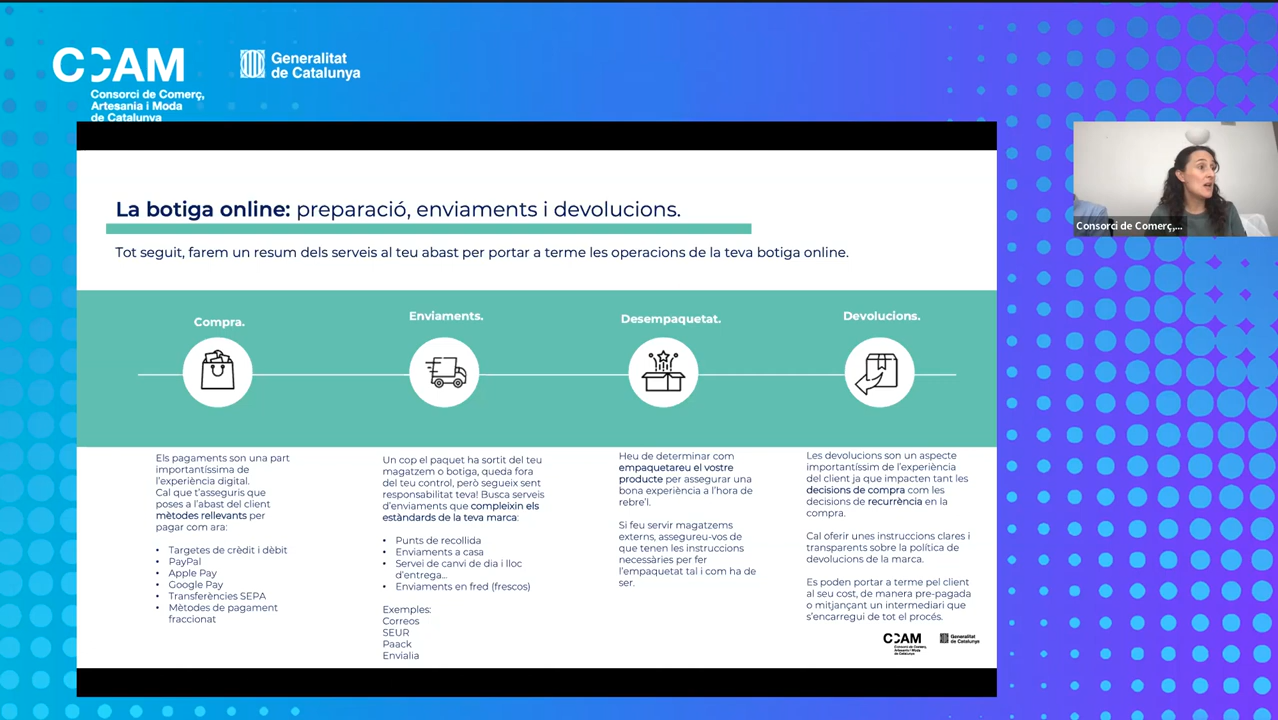 CCAM
Consorci de Comerç,
Artesania i Moda
de Catalunya
Generalitat
de Catalunya
La botiga online: preparació, enviaments i devolucions.
Tot seguit, farem un resum dels serveis al teu abast per portar a terme les operacions de la teva botiga online.
Compra.
Enviaments.
Desempaquetat.
Devolucions.
Els pagaments son una part
importantíssima de
l'experiència digital.
Cal que t'asseguris que
poses a l'abast del client
mètodes rellevants per
pagar com ara:
• Targetes de crèdit i dèbit
• PayPal
• Apple Pay
• Google Pay
• Transferències SEPA
• Mètodes de pagament
fraccionat
Un cop el paquet ha sortit del teu
magatzem o botiga, queda fora
del teu control, però segueix sent
responsabilitat teva! Busca serveis
d'enviaments que compleixin els
estàndards de la teva marca:
• Punts de recollida
• Enviaments a casa
• Servei de canvi de dia i lloc
d'entrega...
• Enviaments en fred (frescos)
Exemples:
Correos
SEUR
Paack
Envialia
Heu de determinar com
empaquetareu el vostre
producte per assegurar una
bona experiència a l'hora de
rebre'l.
Si feu servir magatzems
externs, assegureu-vos de
que tenen les instruccions
necessàries per fer
l'empaquetat tal i com ha de
ser.
Les devolucions son un aspecte
importantíssim de l'experiència
del client ja que impacten tant les
decisions de compra com les
decisions de recurrència en la
compra.
Cal oferir unes instruccions clares i
transparents sobre la política de
devolucions de la marca.
Es poden portar a terme pel client
al seu cost, de manera pre-pagada
o mitjançant un intermediari que
s'encarregui de tot el procés.
CCAM
Consorci de Comerç,
Artesania i Moda
de Catalunya
Generalitat
de Catalunya
Consorci de Comerç,...